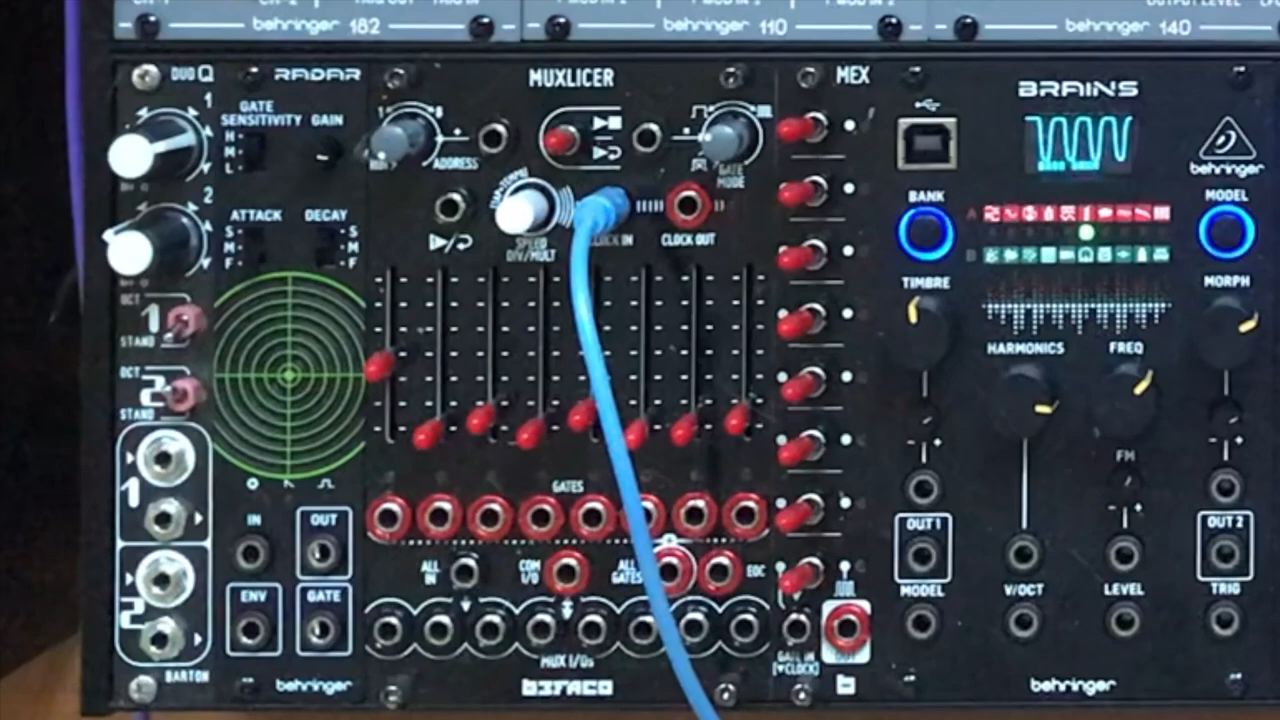 behringer 182
behringer 110
behringer 140
DUO Q
RADAR
MUXLICER
MEX
BRAINS
1
GATE
SENSITIVITY
GAIN
H
M
L
ADDRESS
GATE
MODE
behringer
2
ATTACK
DECAY
S
M
F
S
M
F
SPEED
DIV/MULT
CLOCK IN
CLOCK OUT
BANK
MODEL
A
B
TIMBRE
MORPH
HARMONICS
FREQ
OCT
1
STAND
OCT
2
STAND
GATES
FM
1
IN
OUT
ALL
IN
COM
I/O
ALL
GATES
EOC
OUT 1
OUT 2
2
ENV
GATE
MODEL
V/OCT
LEVEL
TRIG
MUX I/Os
GATE IN
[▼CLOCK]
BARTON
behringer
befaco
behringer